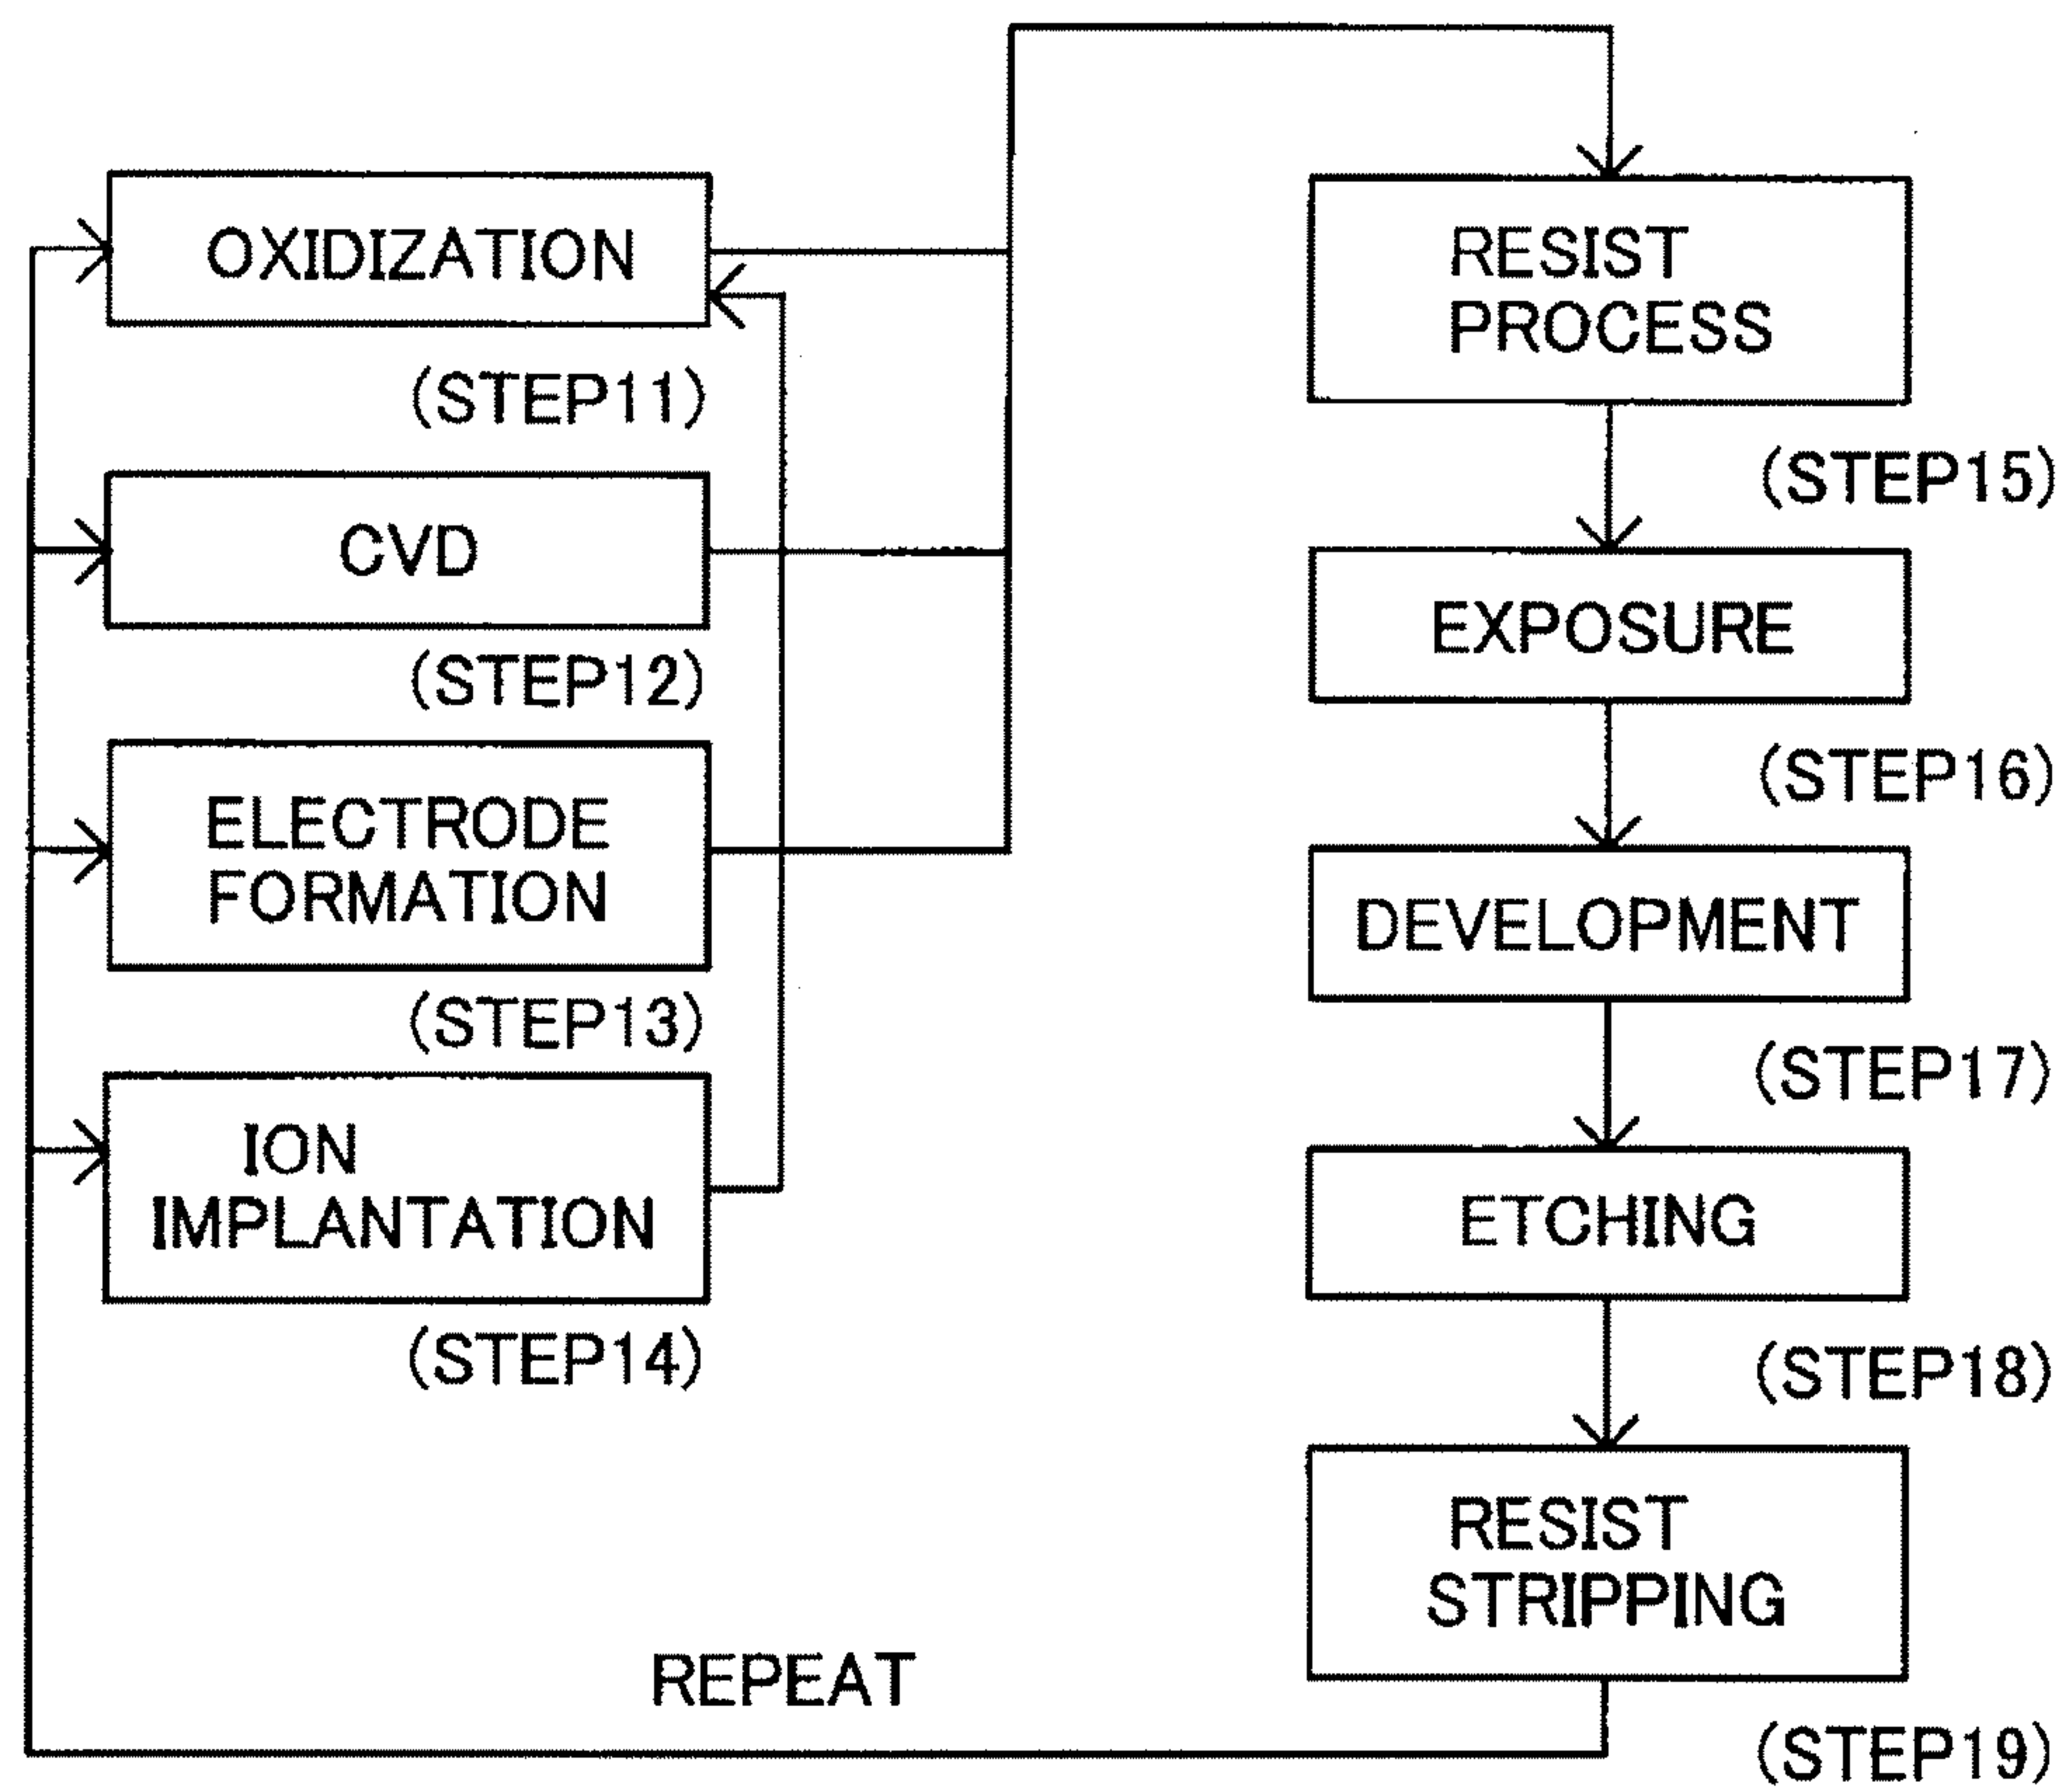 OXIDIZATION
(STEP11)
CVD
(STEP12)
ELECTRODE
FORMATION
(STEP13)
ION
IMPLANTATION
(STEP14)
RESIST
PROCESS
(STEP15)
EXPOSURE
(STEP16)
DEVELOPMENT
(STEP17)
ETCHING
(STEP18)
RESIST
STRIPPING
(STEP19)
REPEAT